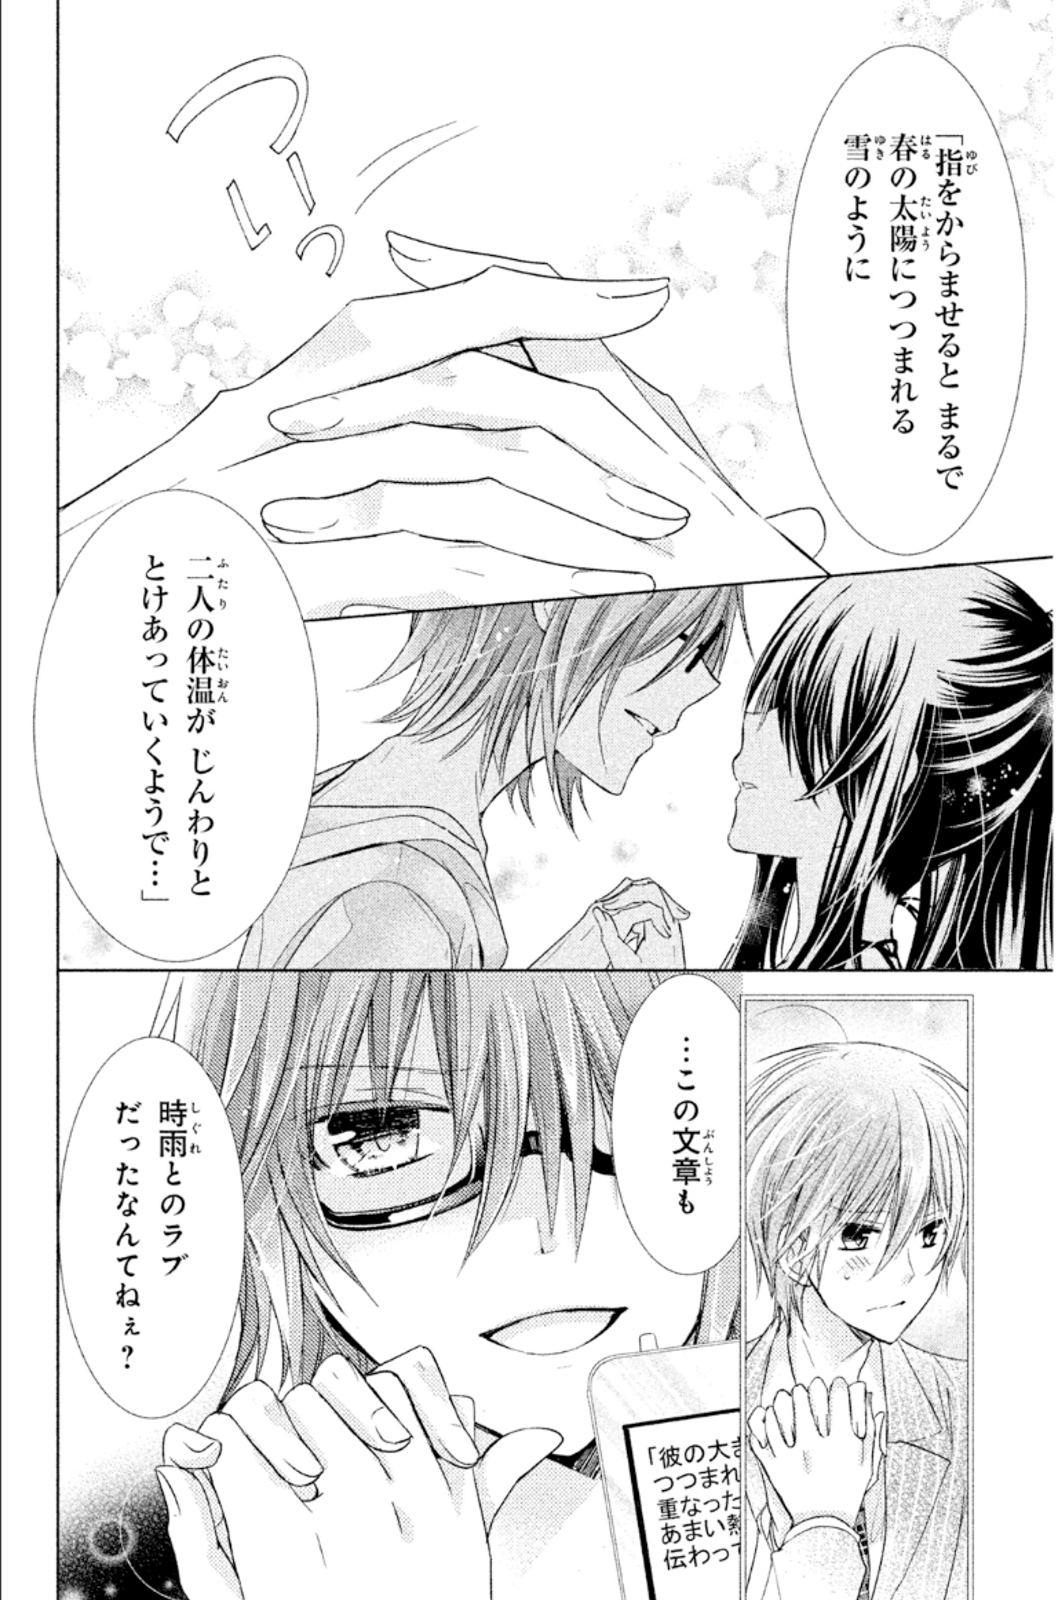 「指をからませると まるで
春の太陽につつまれる
雪のように
二人の体温が じんわりと
とけあっていくようで…」
…この文章も
時雨とのラブ
だったなんてねぇ?
まれた熱
大まっいって
のつなまわ
「彼
つ重あ伝